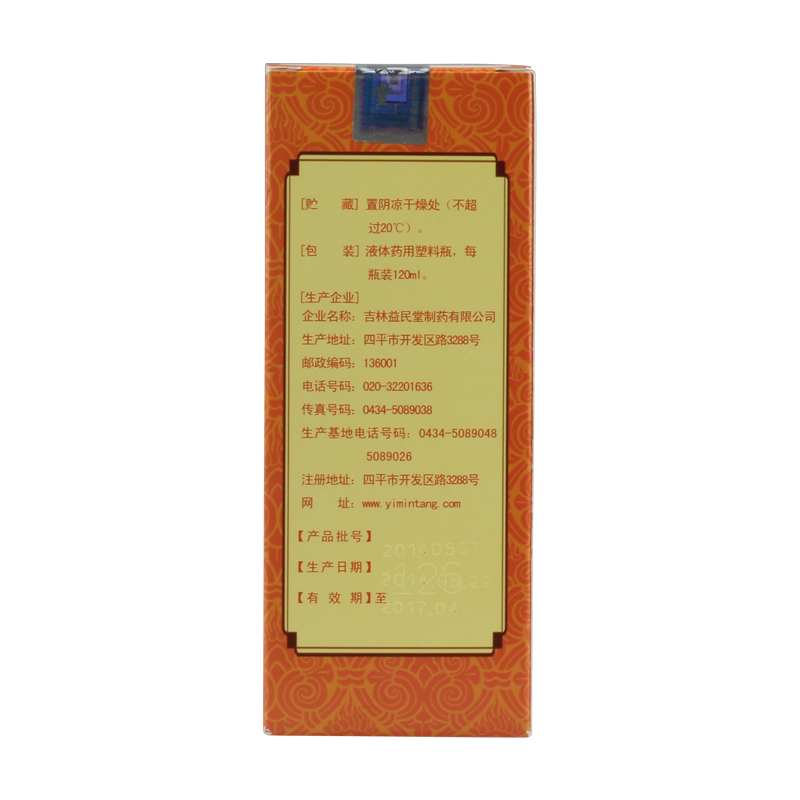 [贮　藏] 置阴凉干燥处（不超
过20℃）。
[包　装] 液体药用塑料瓶，每
瓶装120ml。
[生产企业]
企业名称：吉林益民堂制药有限公司
生产地址：四平市开发区路3288号
邮政编码：136001
电话号码：020-32201636
传真号码：0434-5089038
生产基地电话号码：0434-5089048
5089026
注册地址：四平市开发区路3288号
网　址：www.yimintang.com
【产品批号】
【生产日期】
【有 效 期】至 2017.04